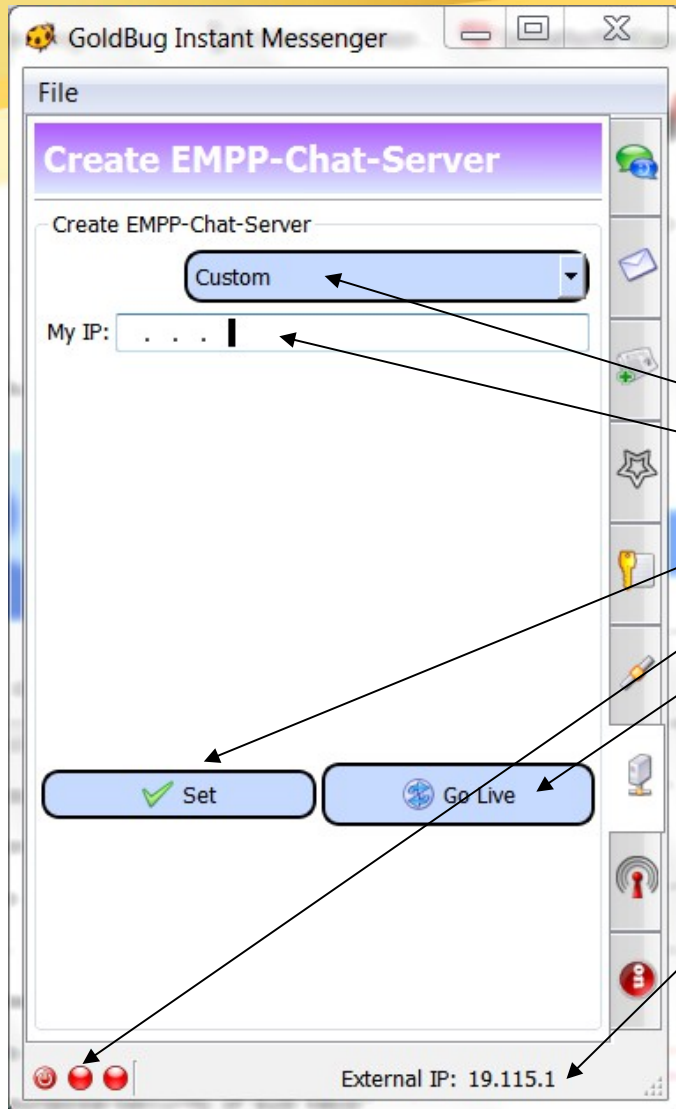 GoldBug Instant Messenger
File
Create EMPP-Chat-Server
Create EMPP-Chat-Server
Custom
My IP: . . .
Set
Go Live
on
External IP: 19.115.1